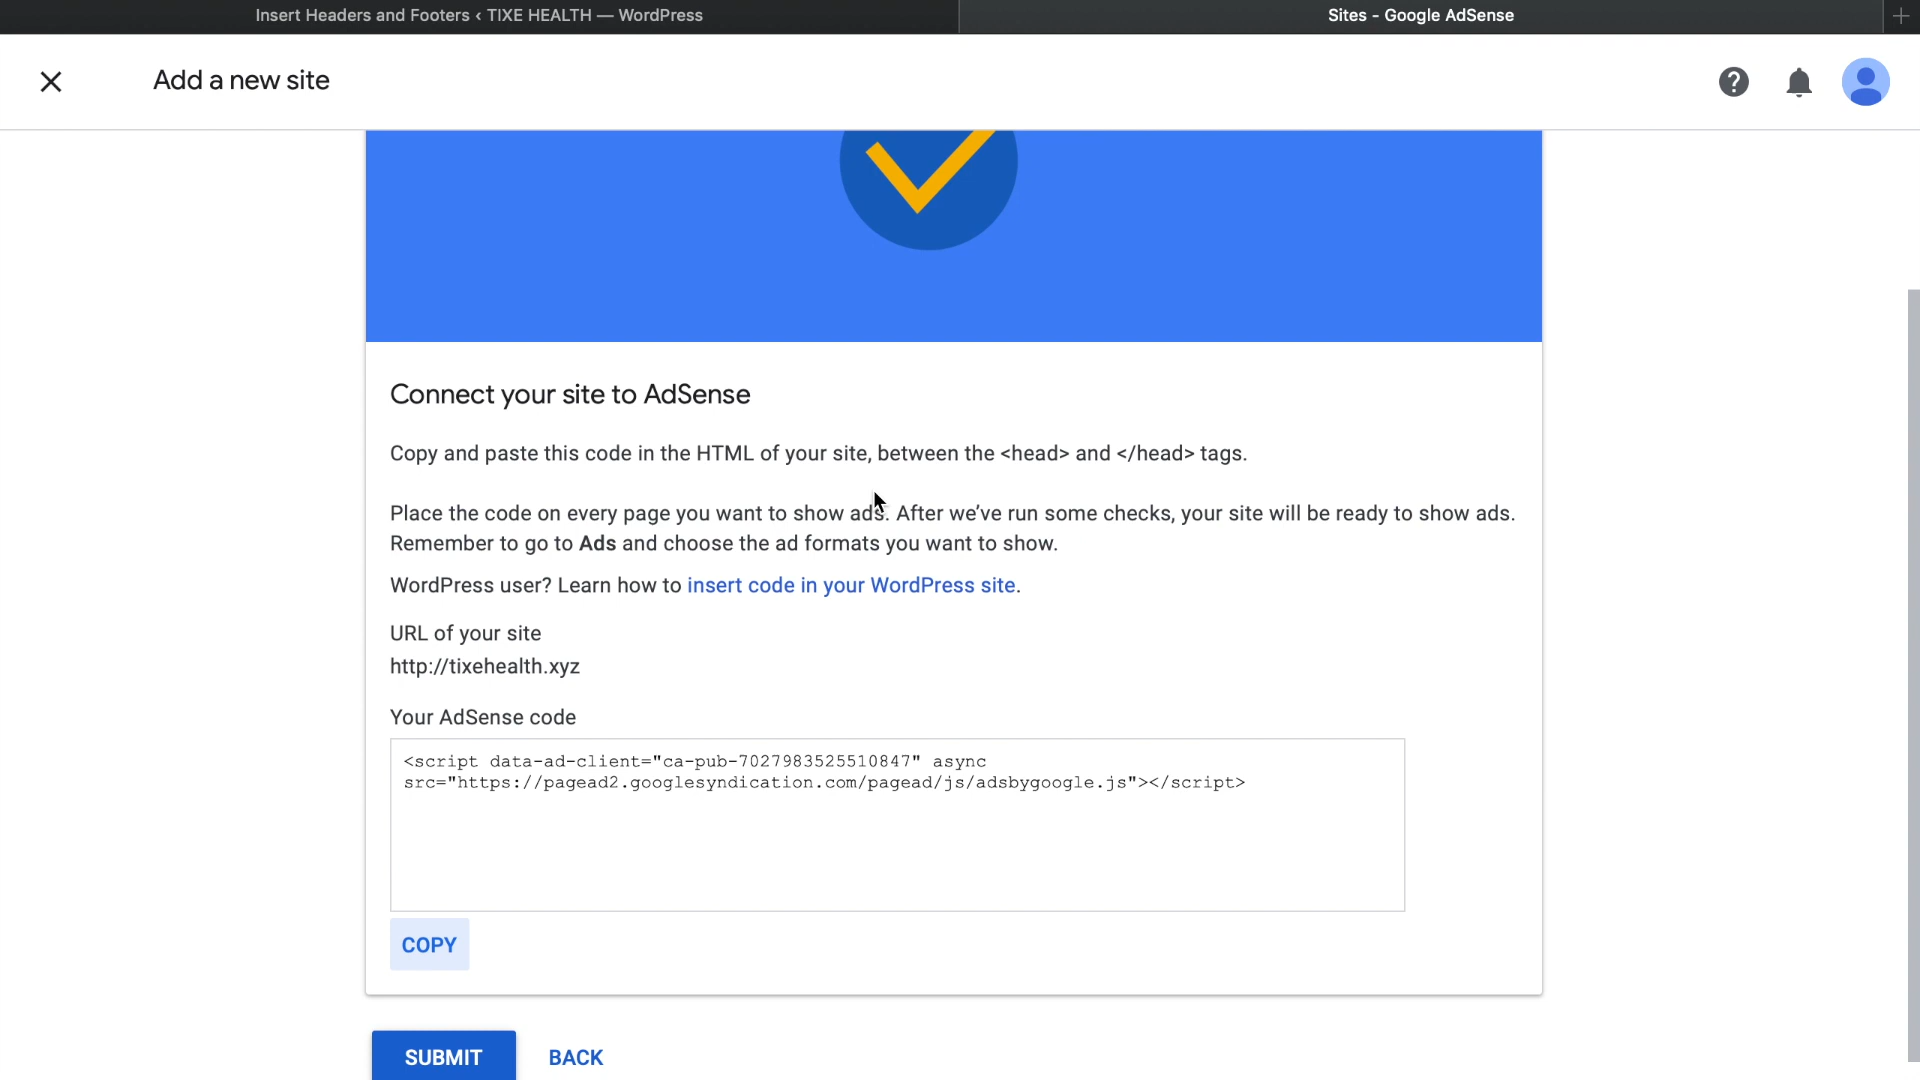 Insert Headers and Footers ‹ TIXE HEALTH — WordPress
Sites - Google AdSense
Add a new site
Connect your site to AdSense
Copy and paste this code in the HTML of your site, between the <head> and </head> tags.
Place the code on every page you want to show ads. After we've run some checks, your site will be ready to show ads.
Remember to go to Ads and choose the ad formats you want to show.
WordPress user? Learn how to insert code in your WordPress site.
URL of your site
http://tixehealth.xyz
Your AdSense code
<script data-ad-client="ca-pub-7027983525510847" async
src="https://pagead2.googlesyndication.com/pagead/js/adsbygoogle.js"></script>
COPY
SUBMIT
BACK